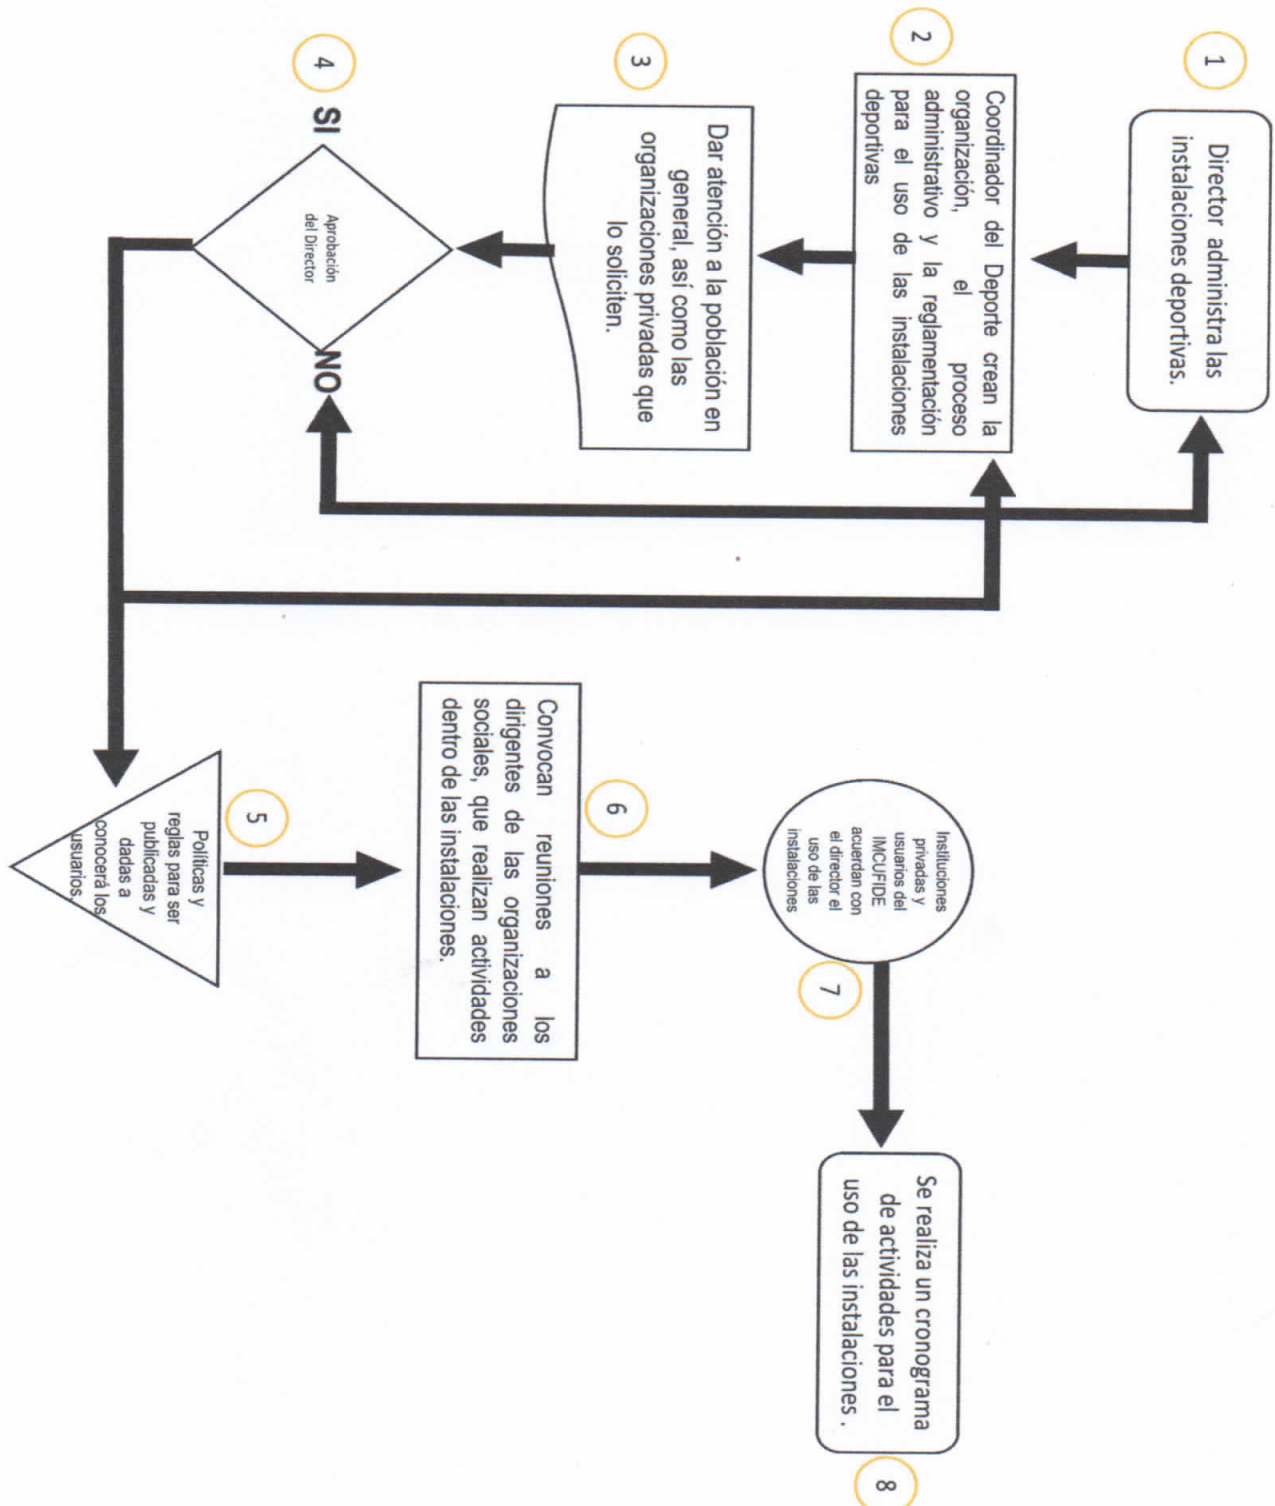 1
Director administra las
instalaciones deportivas.
2
Coordinador del Deporte crean la
organización, el proceso
administrativo y la reglamentación
para el uso de las instalaciones
deportivas
3
Dar atención a la población en
general, así como las
organizaciones privadas que
lo soliciten.
4
SI
Aprobación
del Director
NO
5
Políticas y
reglas para ser
publicadas y
dadas a
conocerá los
usuarios.
6
Convocan reuniones a los
dirigentes de las organizaciones
sociales, que realizan actividades
dentro de las instalaciones.
7
Instituciones
privadas y
usuarios del
IMCUFIDE
acuerdan con
el director el
uso de las
instalaciones
8
Se realiza un cronograma
de actividades para el
uso de las instalaciones .